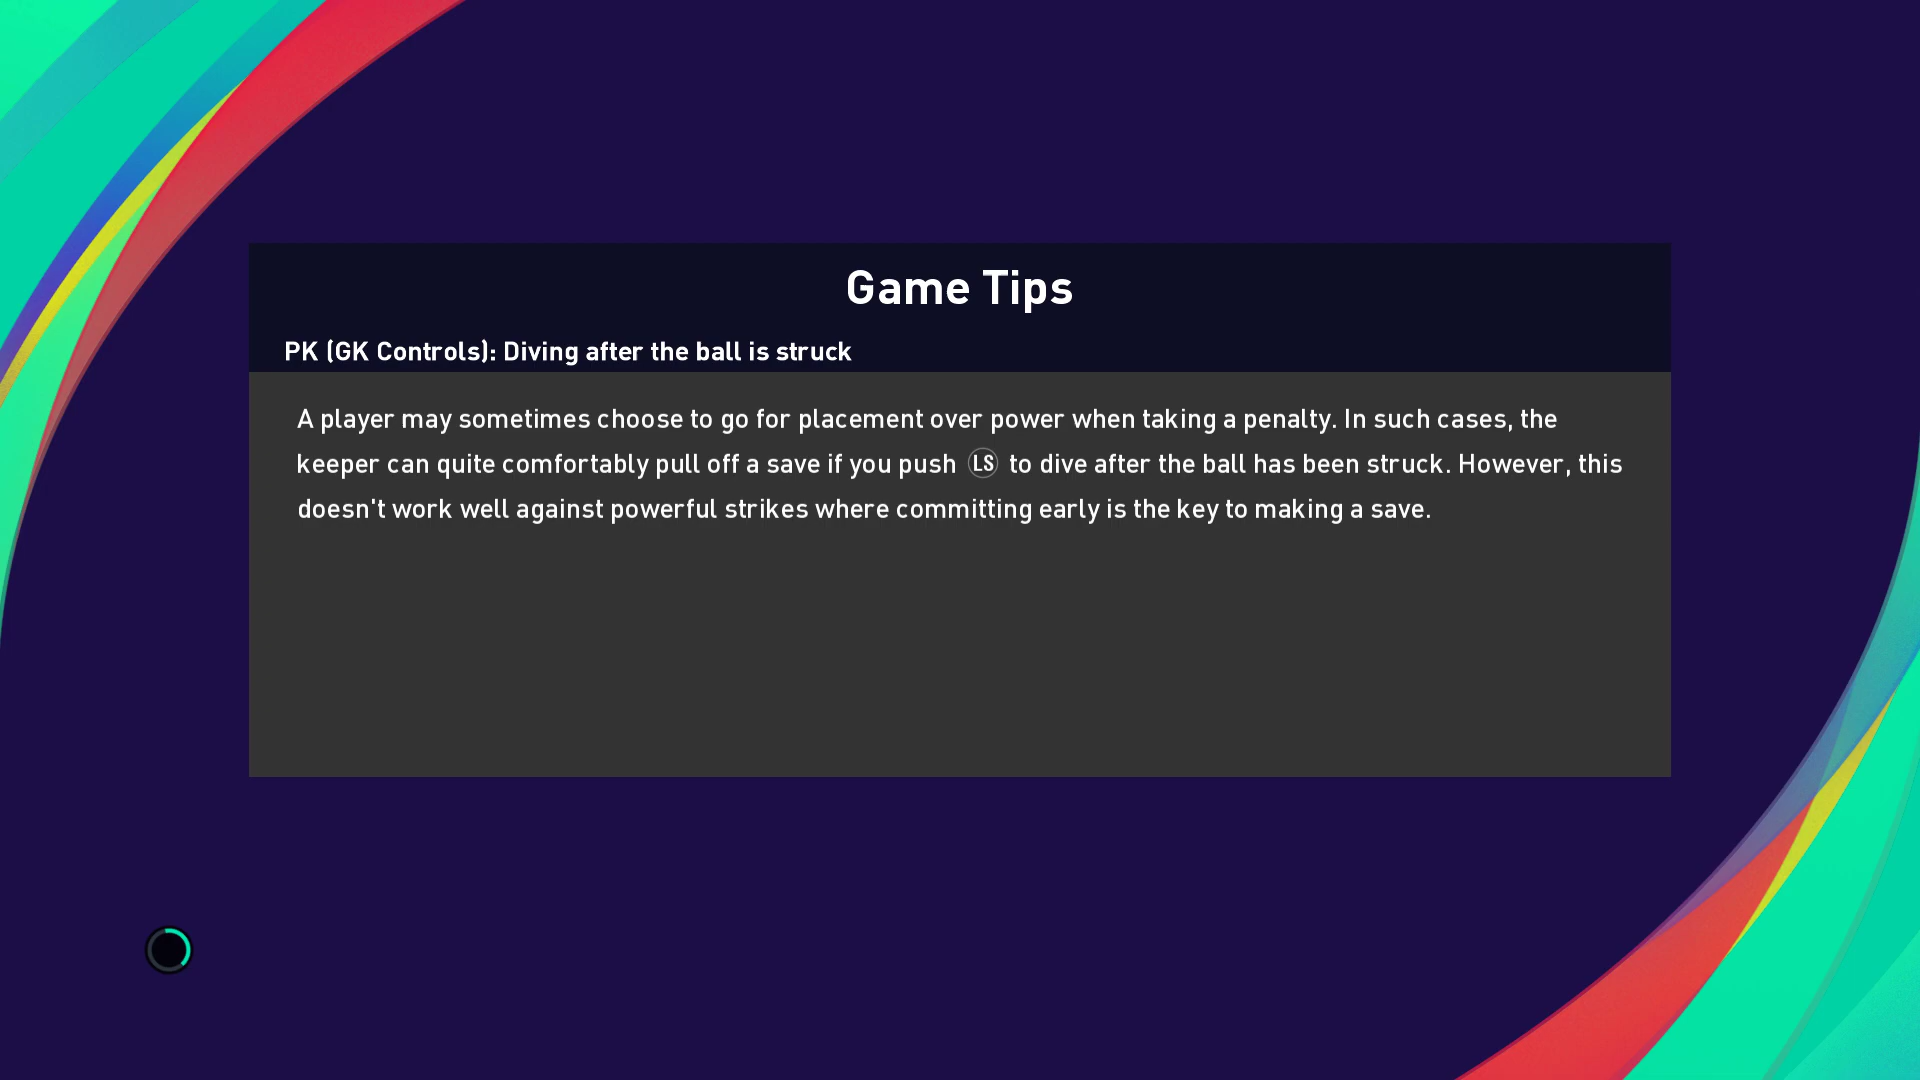 Game Tips
PK (GK Controls): Diving after the ball is struck
A player may sometimes choose to go for placement over power when taking a penalty. In such cases, the
keeper can quite comfortably pull off a save if you push LS to dive after the ball has been struck. However, this
doesn't work well against powerful strikes where committing early is the key to making a save.